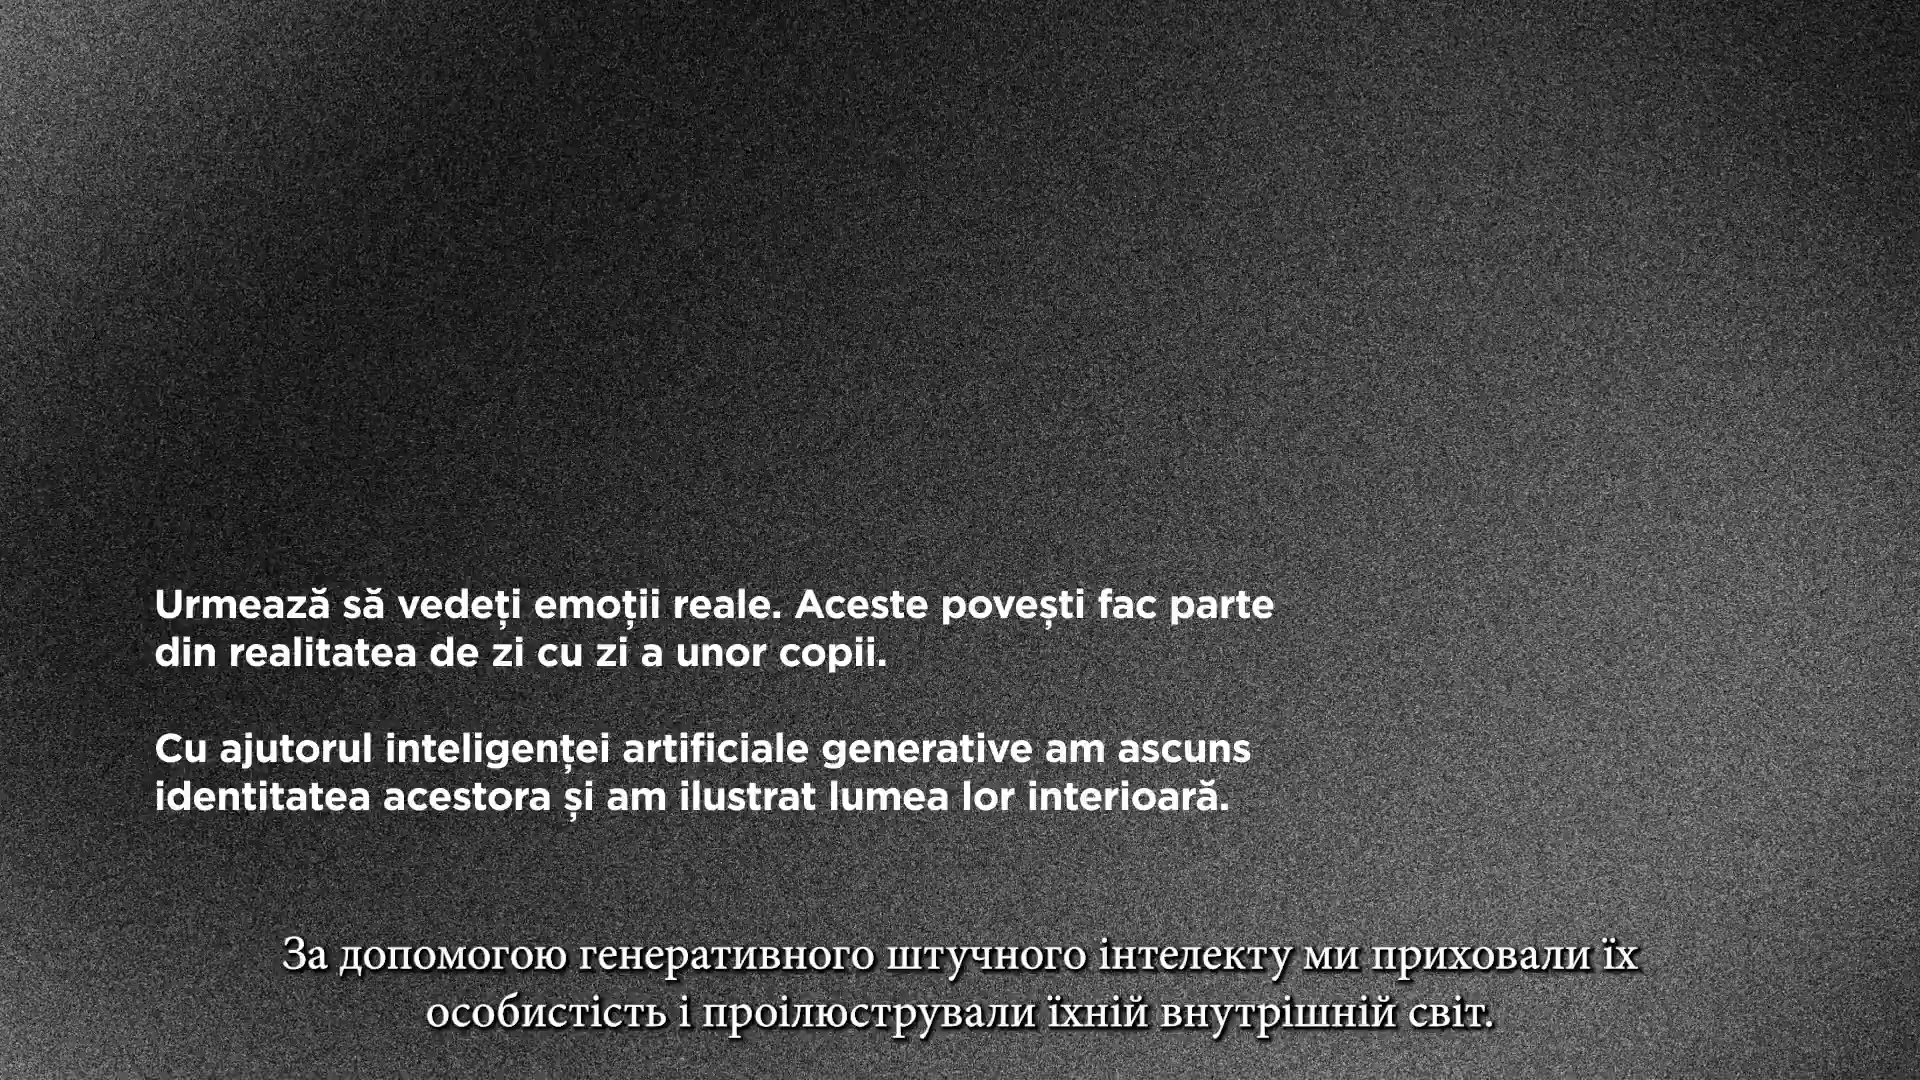 Urmează să vedeți emoții reale. Aceste povești fac parte
din realitatea de zi cu zi a unor copii.
Cu ajutorul inteligenței artificiale generative am ascuns
identitatea acestora și am ilustrat lumea lor interioară.
За допомогою генеративного штучного інтелекту ми приховали їх
особистість і проілюстрували їхній внутрішній світ.